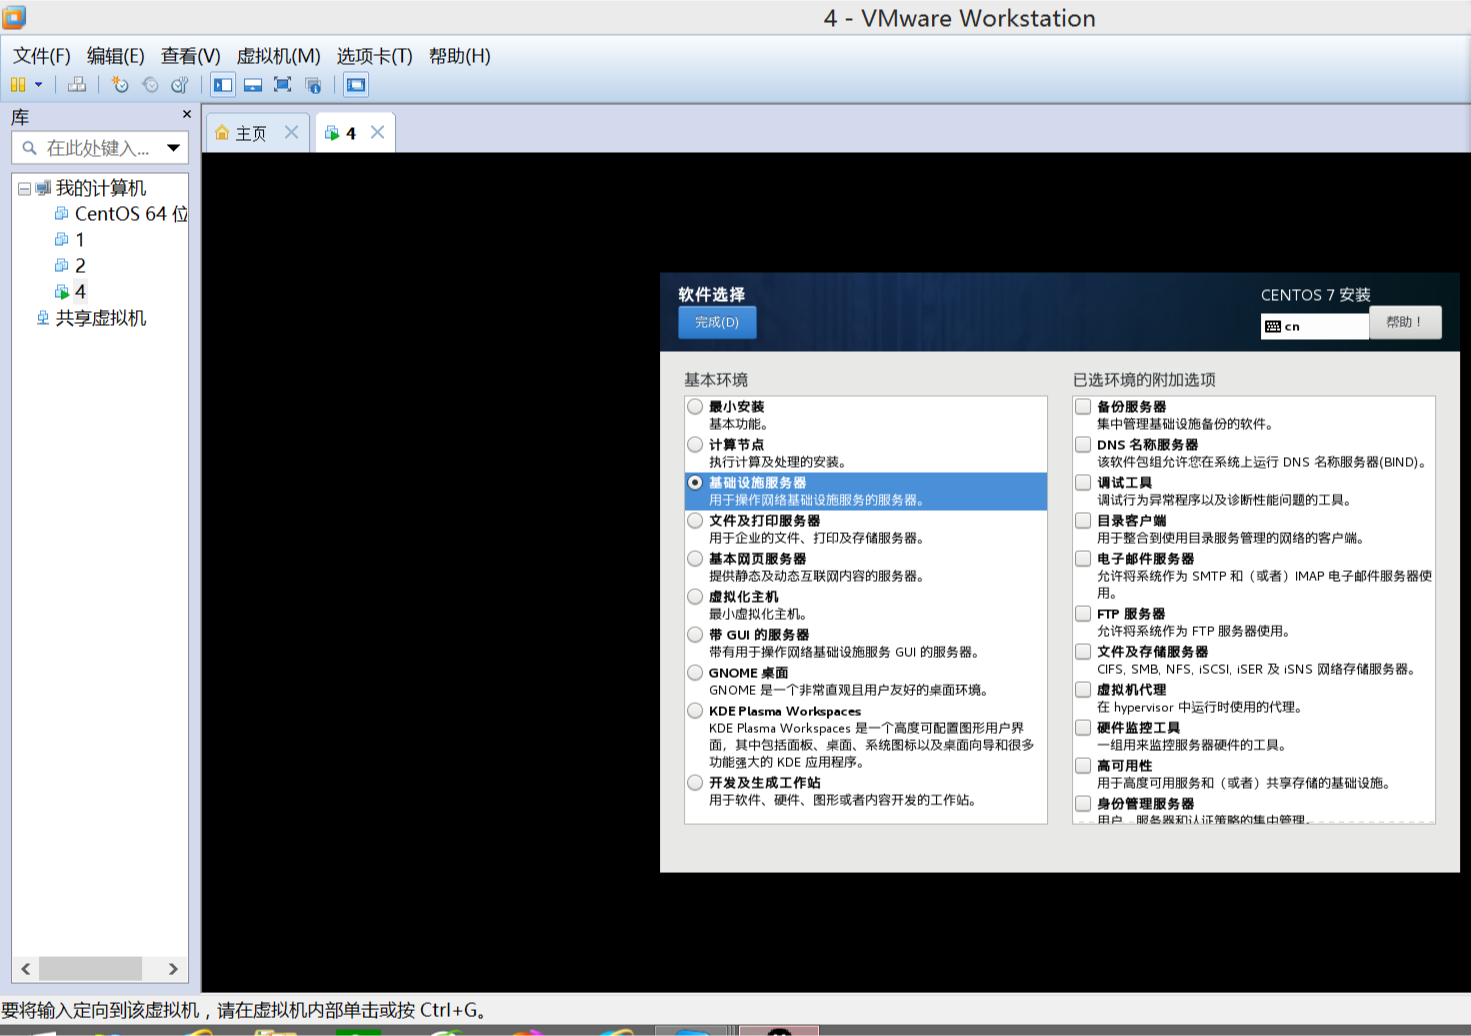 4 - VMware Workstation
文件(F) 编辑(E) 查看(V) 虚拟机(M) 选项卡(T) 帮助(H)
库
在此处键入...
我的计算机
CentOS 64 位
1
2
4
共享虚拟机
主页
4
软件选择
完成(D)
CENTOS 7 安装
cn
帮助！
基本环境
最小安装
基本功能。
计算节点
执行计算及处理的安装。
基础设施服务器
用于操作网络基础设施服务的服务器。
文件及打印服务器
用于企业的文件、打印及存储服务器。
基本网页服务器
提供静态及动态互联网内容的服务器。
虚拟化主机
最小虚拟化主机。
带 GUI 的服务器
带有用于操作网络基础设施服务 GUI 的服务器。
GNOME 桌面
GNOME 是一个非常直观且用户友好的桌面环境。
KDE Plasma Workspaces
KDE Plasma Workspaces 是一个高度可配置图形用户界
面，其中包括面板、桌面、系统图标以及桌面向导和很多
功能强大的 KDE 应用程序。
开发及生成工作站
用于软件、硬件、图形或者内容开发的工作站。
已选环境的附加选项
备份服务器
集中管理基础设施备份的软件。
DNS 名称服务器
该软件包组允许您在系统上运行 DNS 名称服务器(BIND)。
调试工具
调试行为异常程序以及诊断性能问题的工具。
目录客户端
用于整合到使用目录服务管理的网络的客户端。
电子邮件服务器
允许将系统作为 SMTP 和（或者）IMAP 电子邮件服务器使
用。
FTP 服务器
允许将系统作为 FTP 服务器使用。
文件及存储服务器
CIFS, SMB, NFS, iSCSI, iSER 及 iSNS 网络存储服务器。
虚拟机代理
在 hypervisor 中运行时使用的代理。
硬件监控工具
一组用来监控服务器硬件的工具。
高可用性
用于高度可用服务和（或者）共享存储的基础设施。
身份管理服务器
用户、服务器和认证策略的集中管理。
要将输入定向到该虚拟机，请在虚拟机内部单击或按 Ctrl+G。